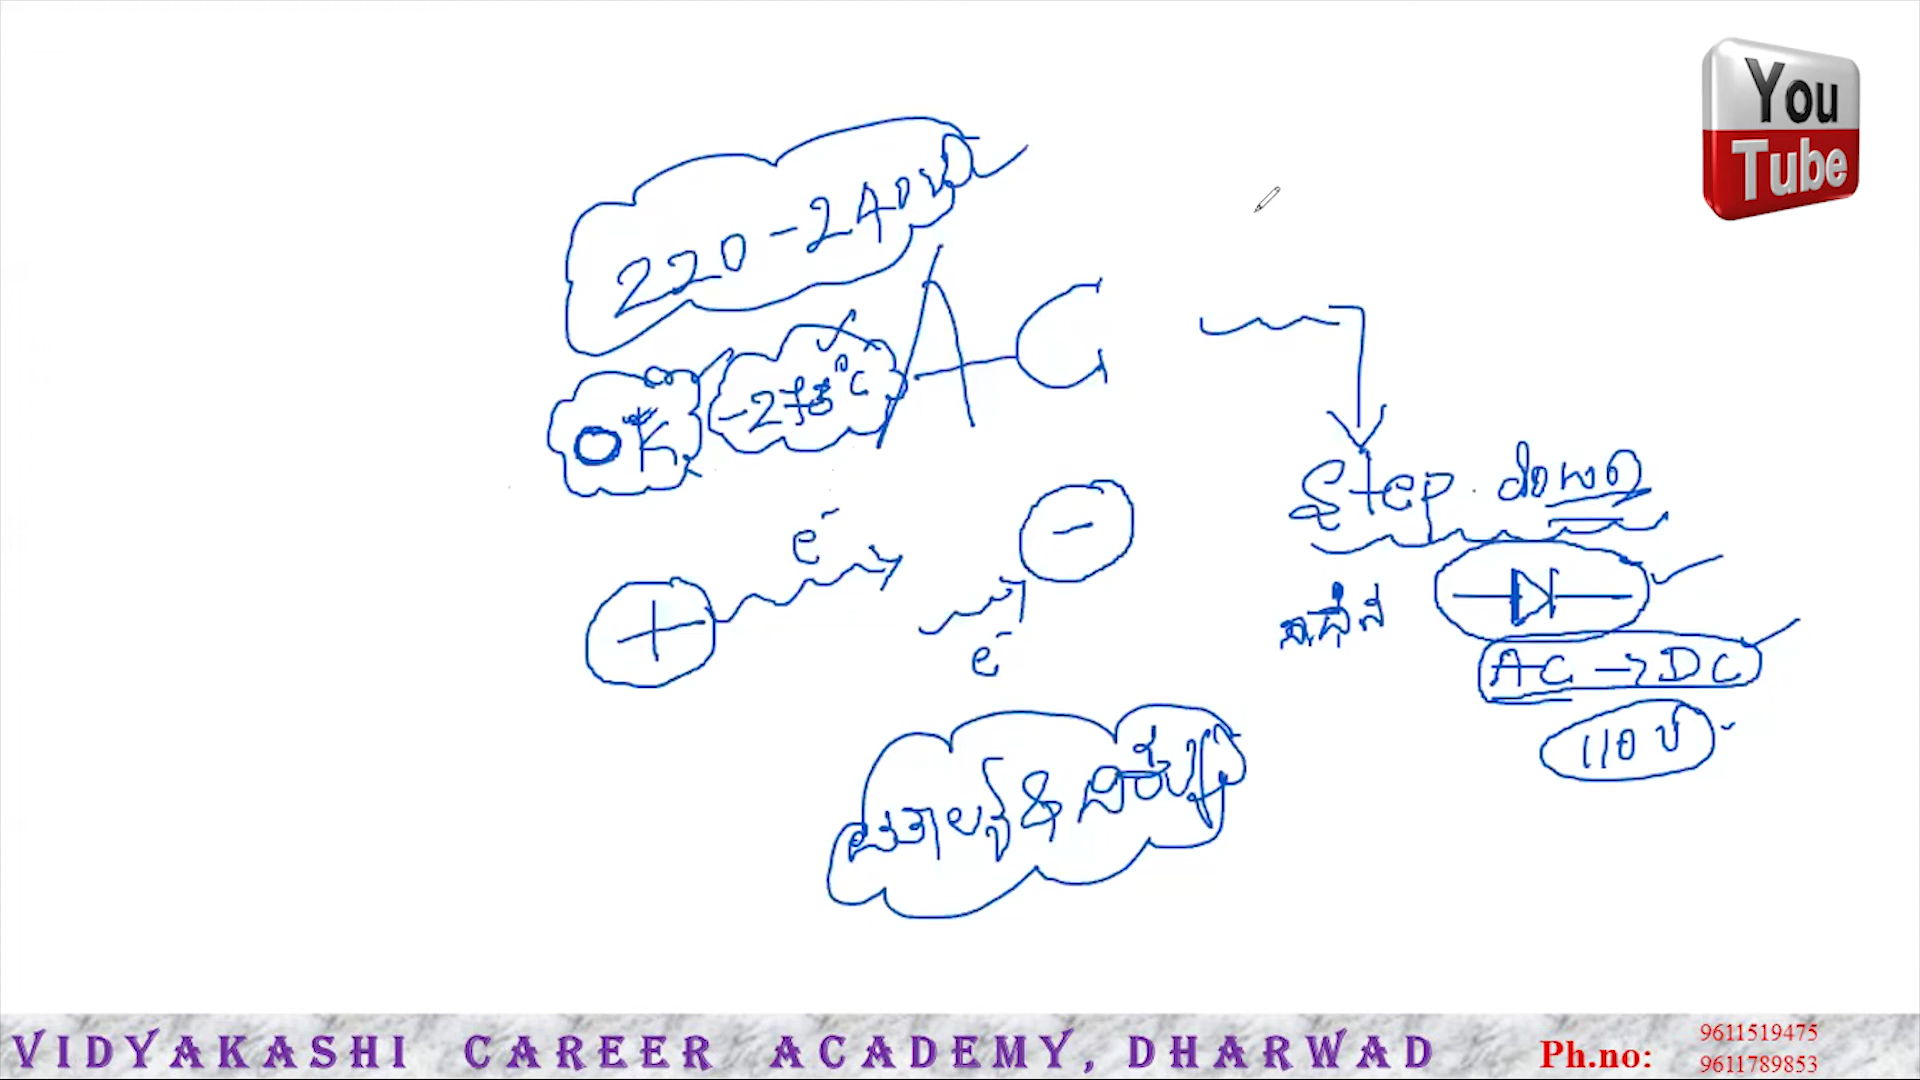 You
Tube
220-240V
AC
0°K
-273°C
Step down
e⁻
+
-
e⁻
AC → DC
110 V
VIDYAKASHI CAREER ACADEMY, DHARWAD
Ph.no:
9611519475
9611789853